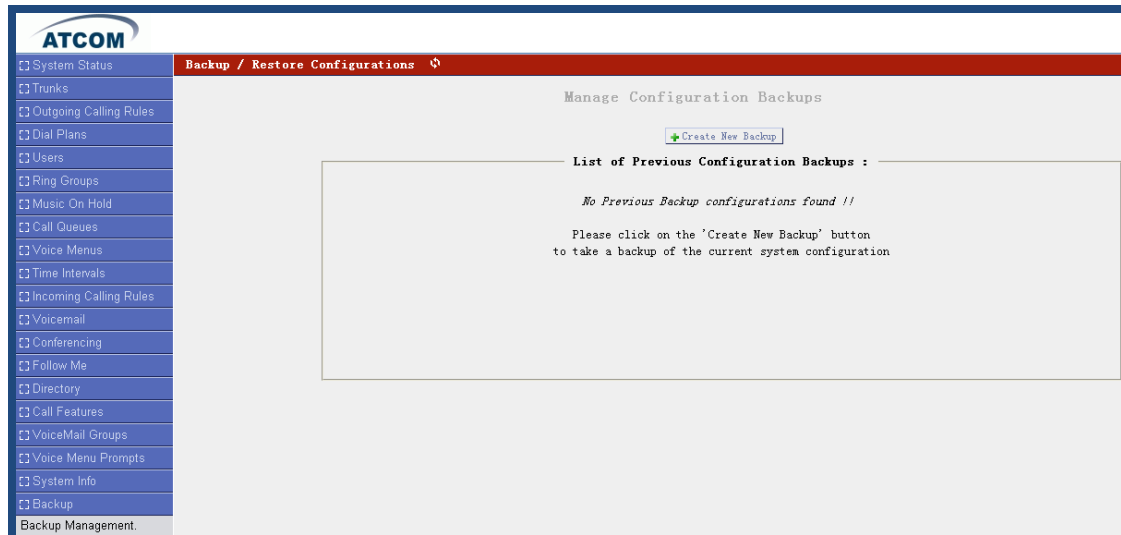 ATCOM
System Status
Trunks
Outgoing Calling Rules
Dial Plans
Users
Ring Groups
Music On Hold
Call Queues
Voice Menus
Time Intervals
Incoming Calling Rules
Voicemail
Conferencing
Follow Me
Directory
Call Features
VoiceMail Groups
Voice Menu Prompts
System Info
Backup
Backup Management.
Backup / Restore Configurations
Manage Configuration Backups
Create New Backup
List of Previous Configuration Backups :
No Previous Backup configurations found !!
Please click on the 'Create New Backup' button
to take a backup of the current system configuration